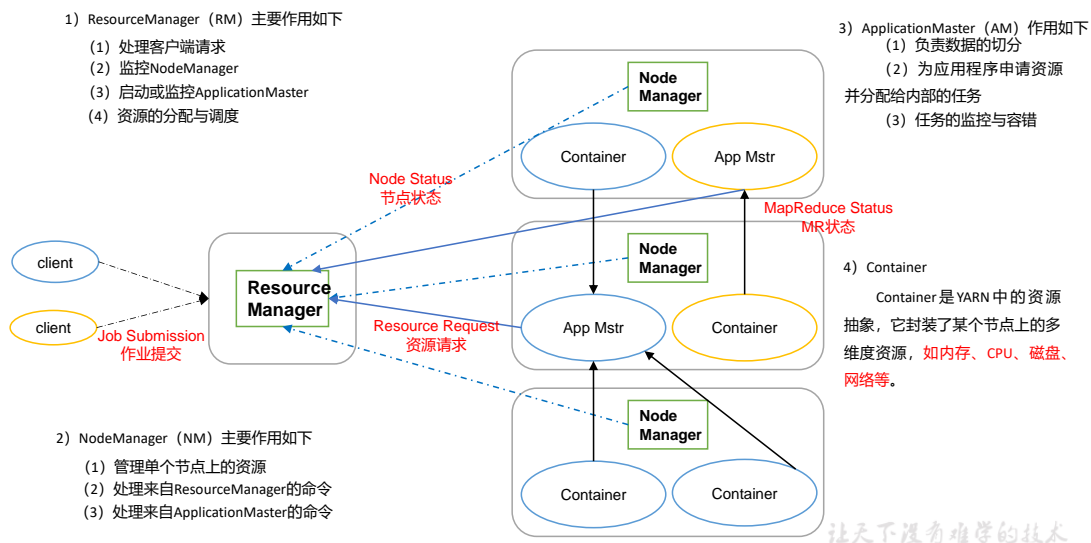 1）ResourceManager（RM）主要作用如下
（1）处理客户端请求
（2）监控NodeManager
（3）启动或监控ApplicationMaster
（4）资源的分配与调度
3）ApplicationMaster（AM）作用如下
（1）负责数据的切分
（2）为应用程序申请资源
并分配给内部的任务
（3）任务的监控与容错
Node
Manager
Container
App Mstr
Node Status
节点状态
MapReduce Status
MR状态
client
client
Job Submission
作业提交
Resource
Manager
Resource Request
资源请求
Node
Manager
App Mstr
Container
4）Container
Container是YARN中的资源
抽象，它封装了某个节点上的多
维度资源，如内存、CPU、磁盘、
网络等。
Node
Manager
Container
Container
2）NodeManager（NM）主要作用如下
（1）管理单个节点上的资源
（2）处理来自ResourceManager的命令
（3）处理来自ApplicationMaster的命令
让天下没有难学的技术